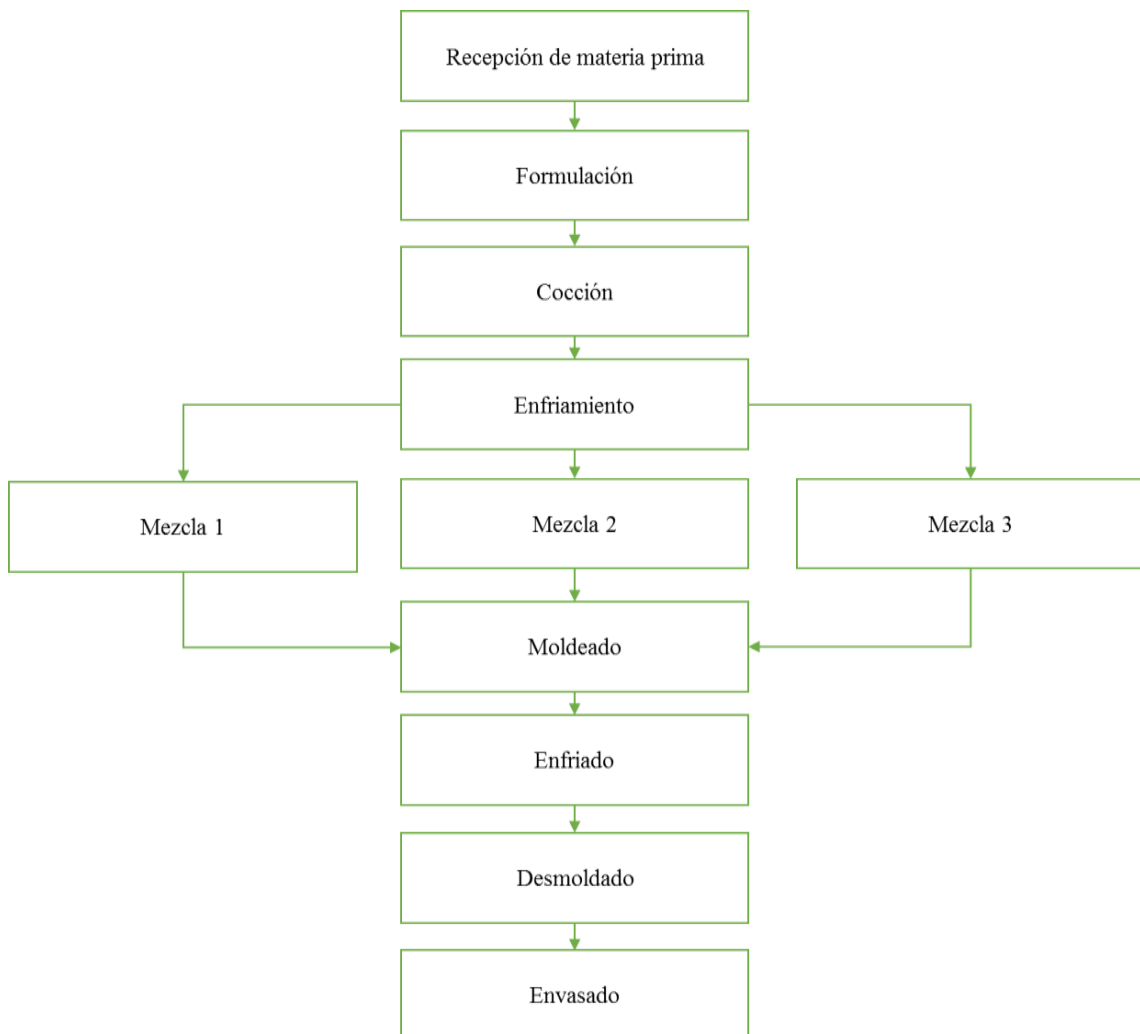 Recepción de materia prima
Formulación
Cocción
Enfriamiento
Mezcla 1
Mezcla 2
Mezcla 3
Moldeado
Enfriado
Desmoldado
Envasado